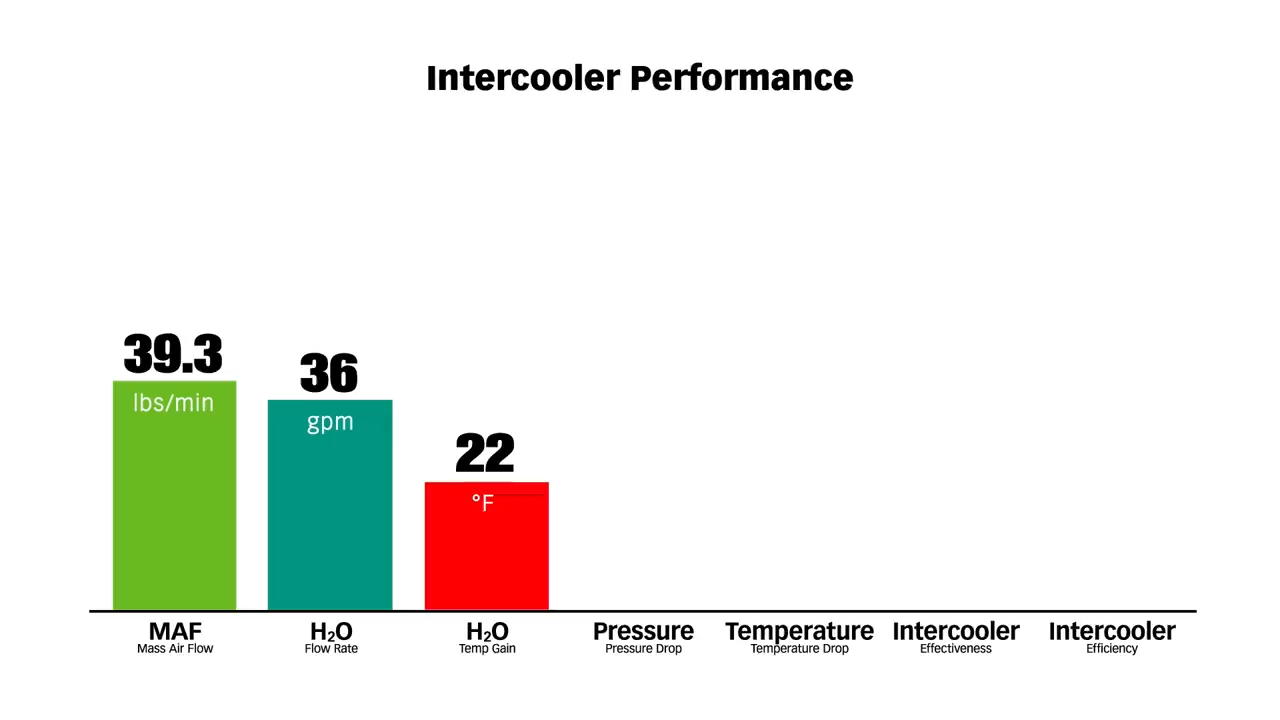 Intercooler Performance
39.3
lbs/min
36
gpm
22
°F
MAF
Mass Air Flow
H₂O
Flow Rate
H₂O
Temp Gain
Pressure
Pressure Drop
Temperature
Temperature Drop
Intercooler
Effectiveness
Intercooler
Efficiency